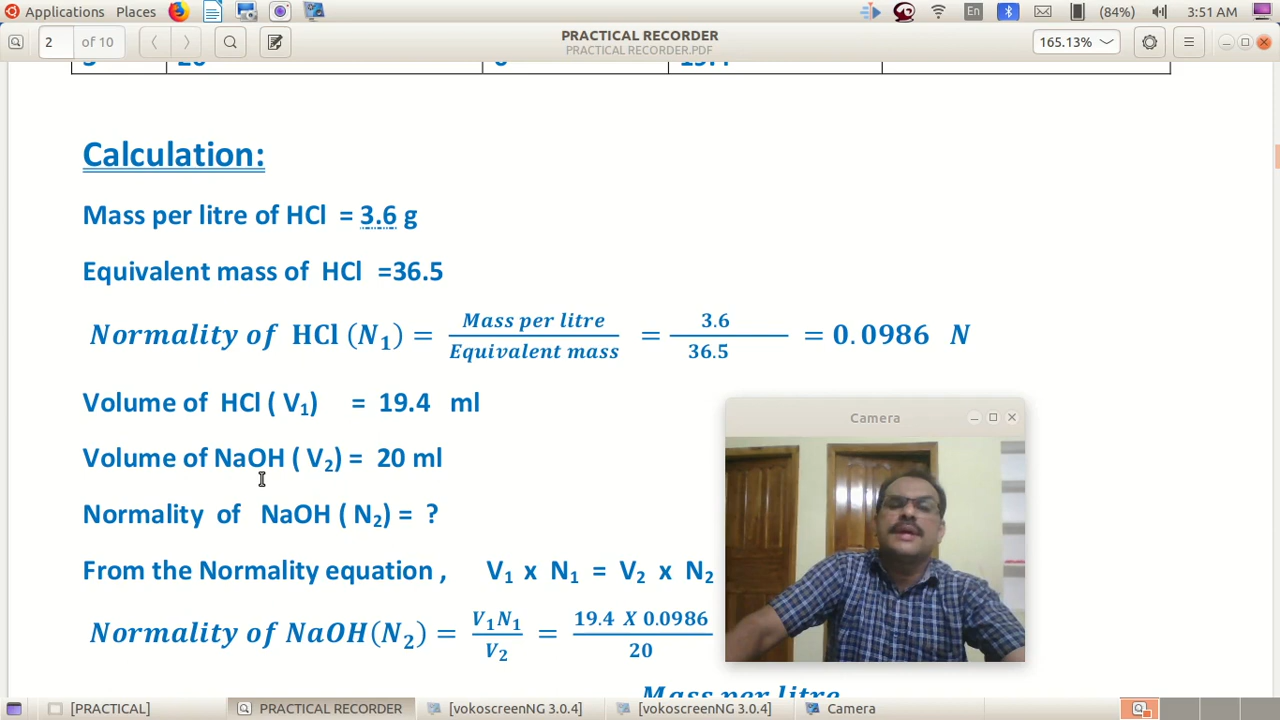 Applications Places En (84%) 3:51 AM
2 of 10 PRACTICAL RECORDER 165.13%
PRACTICAL RECORDER.PDF
Calculation:
Mass per litre of HCl = 3.6 g
Equivalent mass of HCl =36.5
Normality of HCl (N₁) = Mass per litre / Equivalent mass = 3.6 / 36.5 = 0.0986 N
Volume of HCl ( V₁) = 19.4 ml
Camera
Volume of NaOH ( V₂) = 20 ml
Normality of NaOH ( N₂) = ?
From the Normality equation , V₁ x N₁ = V₂ x N₂
Normality of NaOH(N₂) = V₁N₁ / V₂ = 19.4 X 0.0986 / 20
Mass per litre
[PRACTICAL] PRACTICAL RECORDER [vokoscreenNG 3.0.4] [vokoscreenNG 3.0.4] Camera